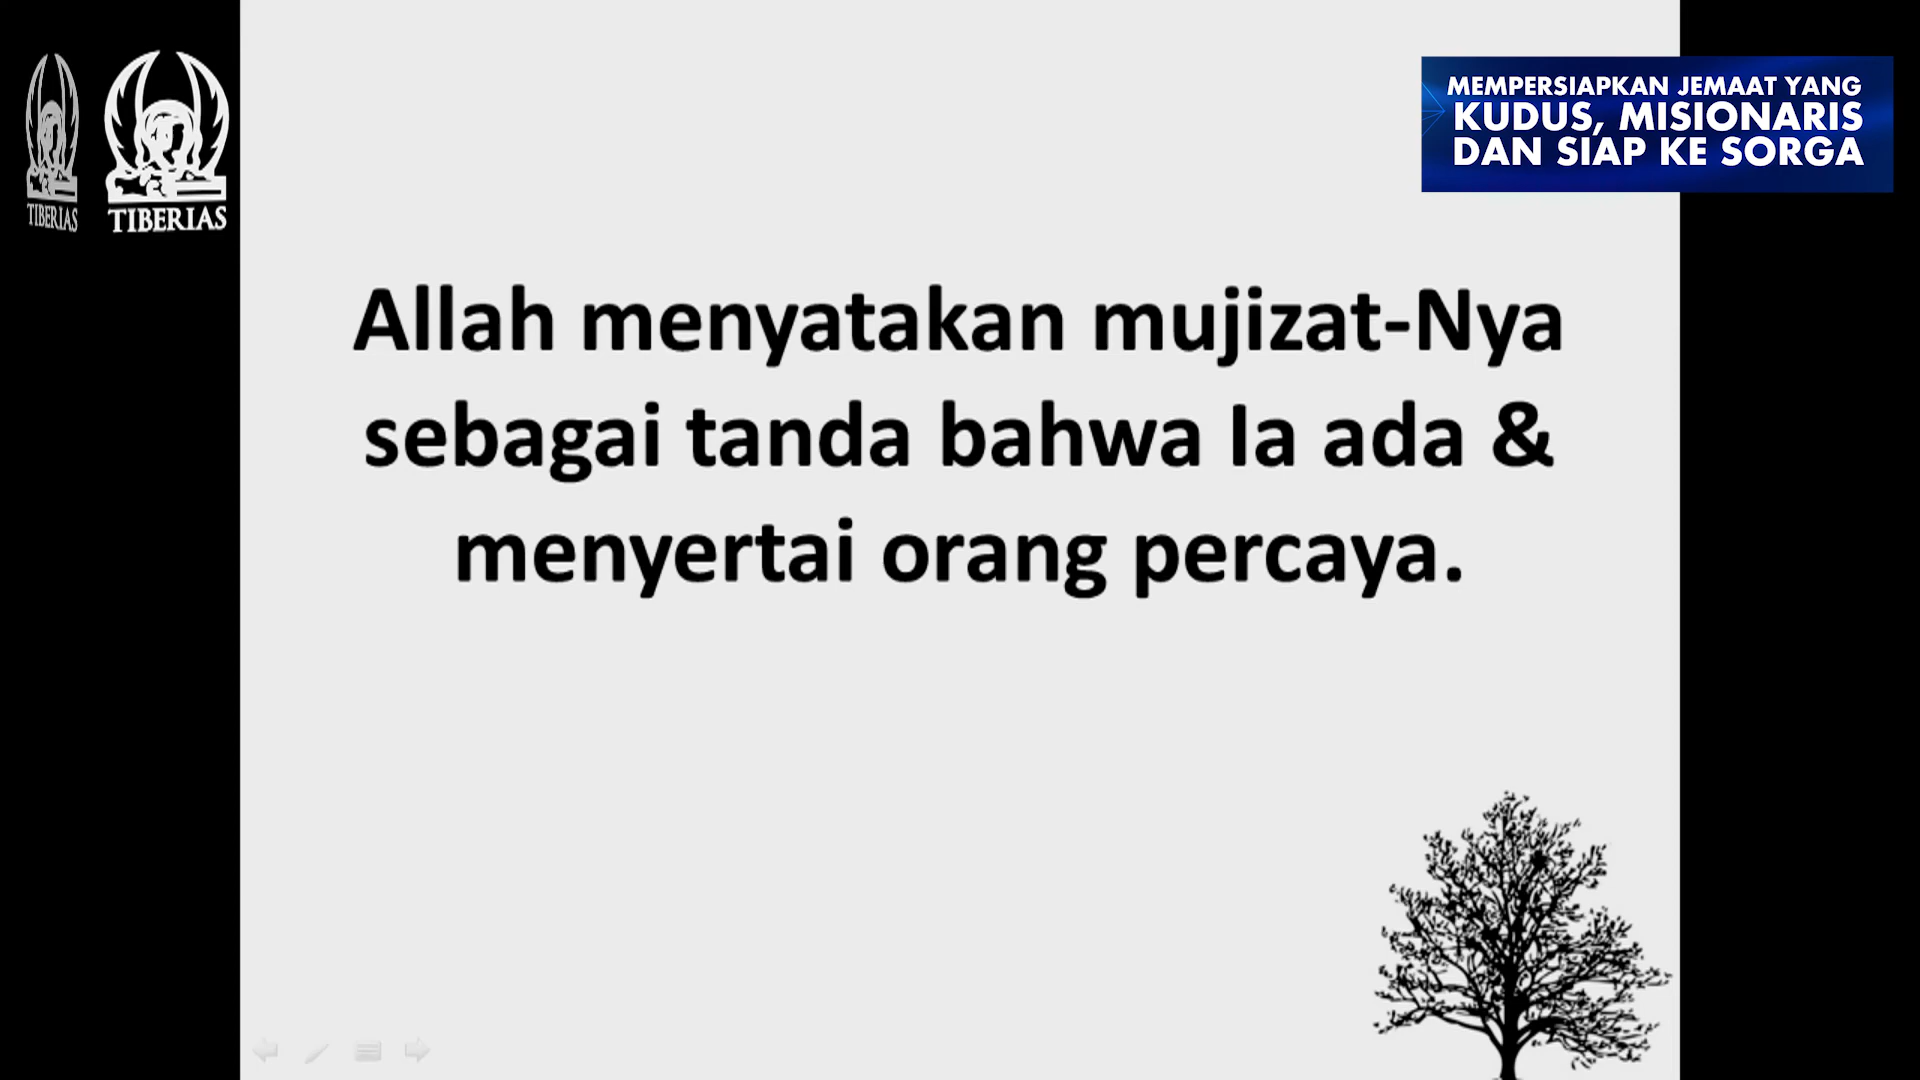 TIBERIAS
TIBERIAS
MEMPERSIAPKAN JEMAAT YANG
KUDUS, MISIONARIS
DAN SIAP KE SORGA
Allah menyatakan mujizat-Nya
sebagai tanda bahwa Ia ada &
menyertai orang percaya.